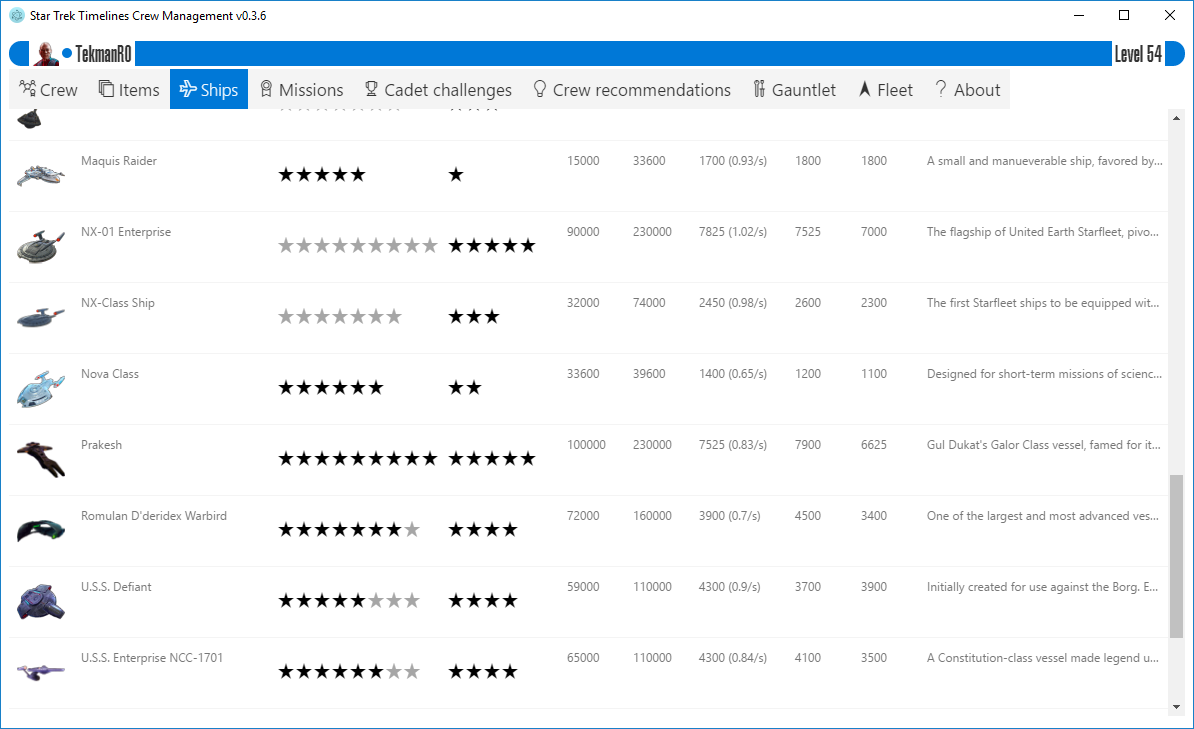 Star Trek Timelines Crew Management v0.3.6
TekmanRO Level 54
Crew Items Ships Missions Cadet challenges Crew recommendations Gauntlet Fleet About
Maquis Raider 15000 33600 1700 (0.93/s) 1800 1800 A small and manueverable ship, favored by...
NX-01 Enterprise 90000 230000 7825 (1.02/s) 7525 7000 The flagship of United Earth Starfleet, pivo...
NX-Class Ship 32000 74000 2450 (0.98/s) 2600 2300 The first Starfleet ships to be equipped wit...
Nova Class 33600 39600 1400 (0.65/s) 1200 1100 Designed for short-term missions of scienc...
Prakesh 100000 230000 7525 (0.83/s) 7900 6625 Gul Dukat's Galor Class vessel, famed for it...
Romulan D'deridex Warbird 72000 160000 3900 (0.7/s) 4500 3400 One of the largest and most advanced ves...
U.S.S. Defiant 59000 110000 4300 (0.9/s) 3700 3900 Initially created for use against the Borg. E...
U.S.S. Enterprise NCC-1701 65000 110000 4300 (0.84/s) 4100 3500 A Constitution-class vessel made legend u...